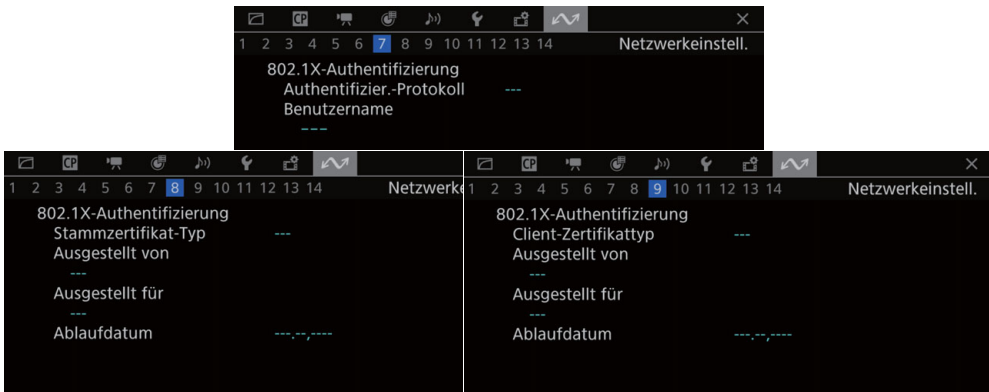 CP
1 2 3 4 5 6 7 8 9 10 11 12 13 14 Netzwerkeinstell.
802.1X-Authentifizierung
Authentifizier.-Protokoll ---
Benutzername
---
CP
1 2 3 4 5 6 7 8 9 10 11 12 13 14 Netzwerke
802.1X-Authentifizierung
Stammzertifikat-Typ ---
Ausgestellt von
---
Ausgestellt für
---
Ablaufdatum ---.--,----
CP
1 2 3 4 5 6 7 8 9 10 11 12 13 14 Netzwerkeinstell.
802.1X-Authentifizierung
Client-Zertifikattyp ---
Ausgestellt von
---
Ausgestellt für
---
Ablaufdatum ---.--,----